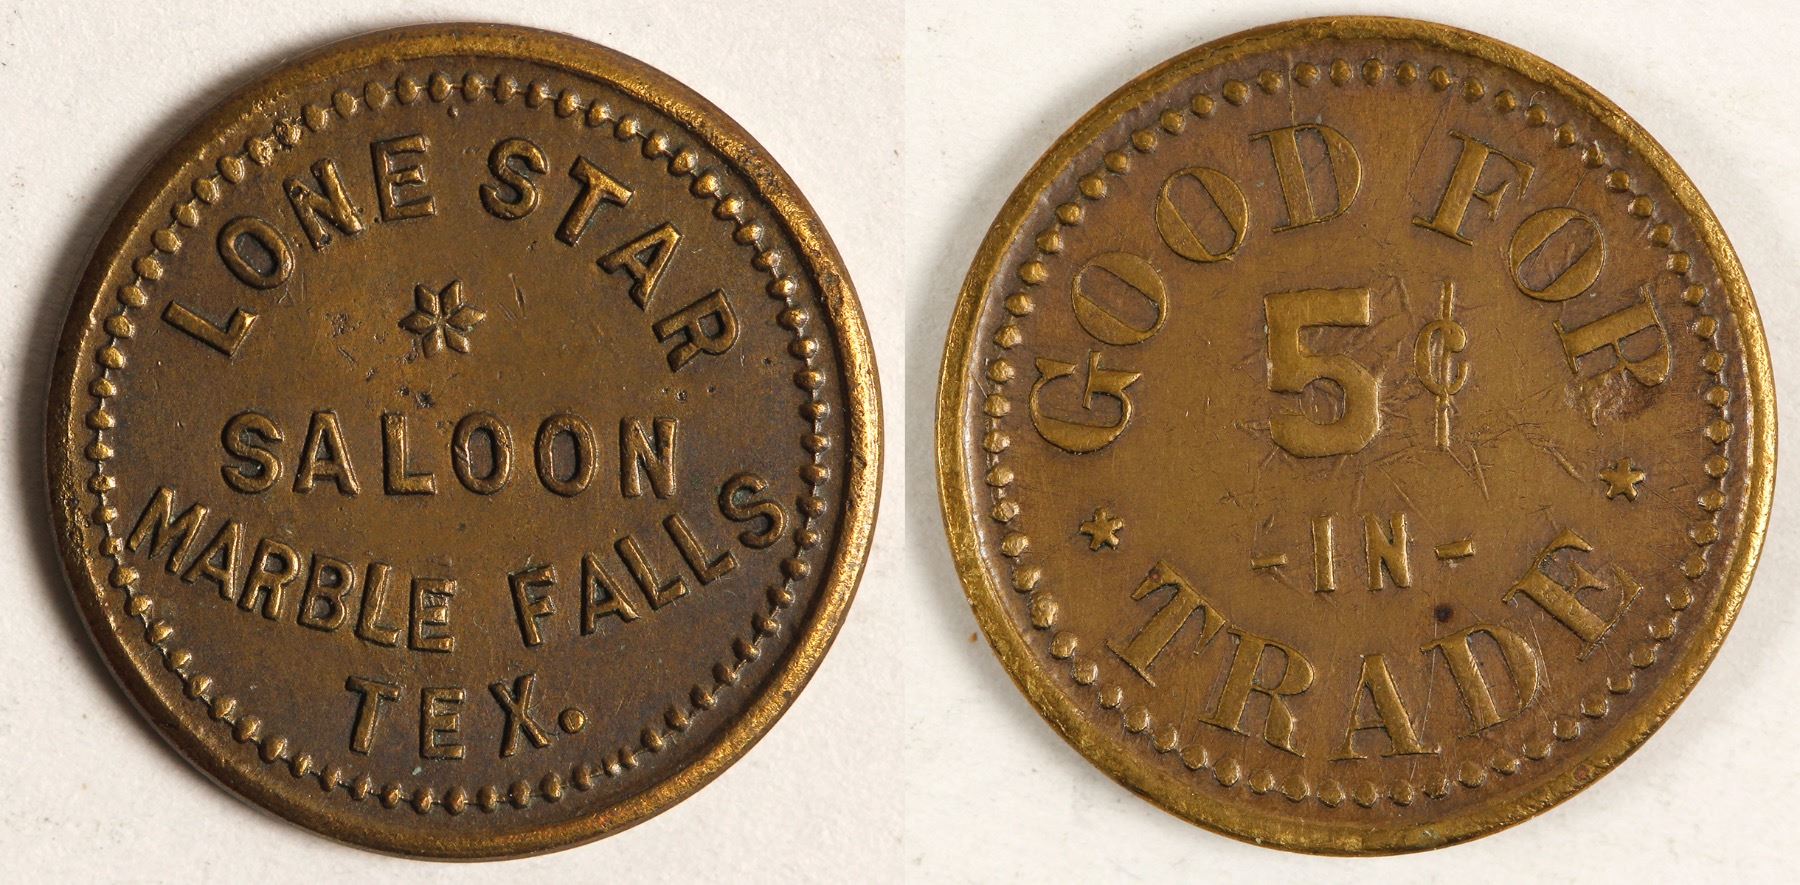 LONE STAR
SALOON
MARBLE FALLS
TEX.
GOOD FOR
5¢
-IN-
TRADE